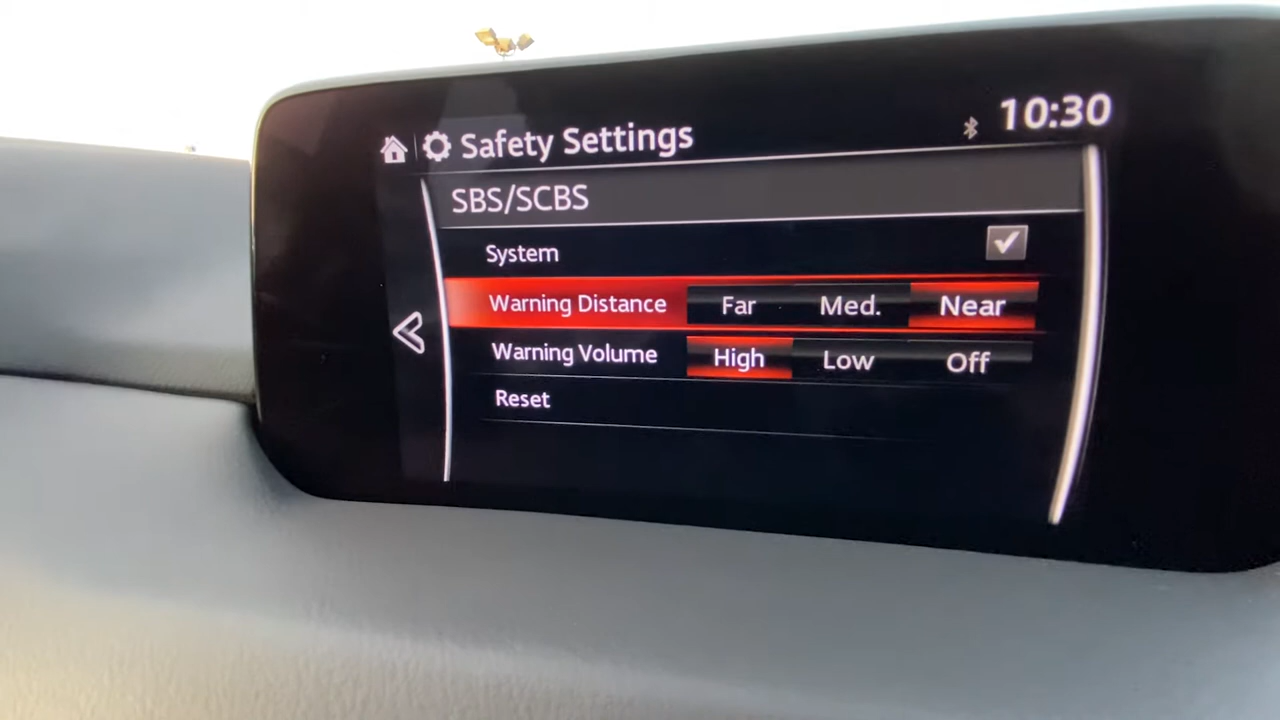 Safety Settings 10:30
SBS/SCBS
System
Warning Distance Far Med. Near
Warning Volume High Low Off
Reset